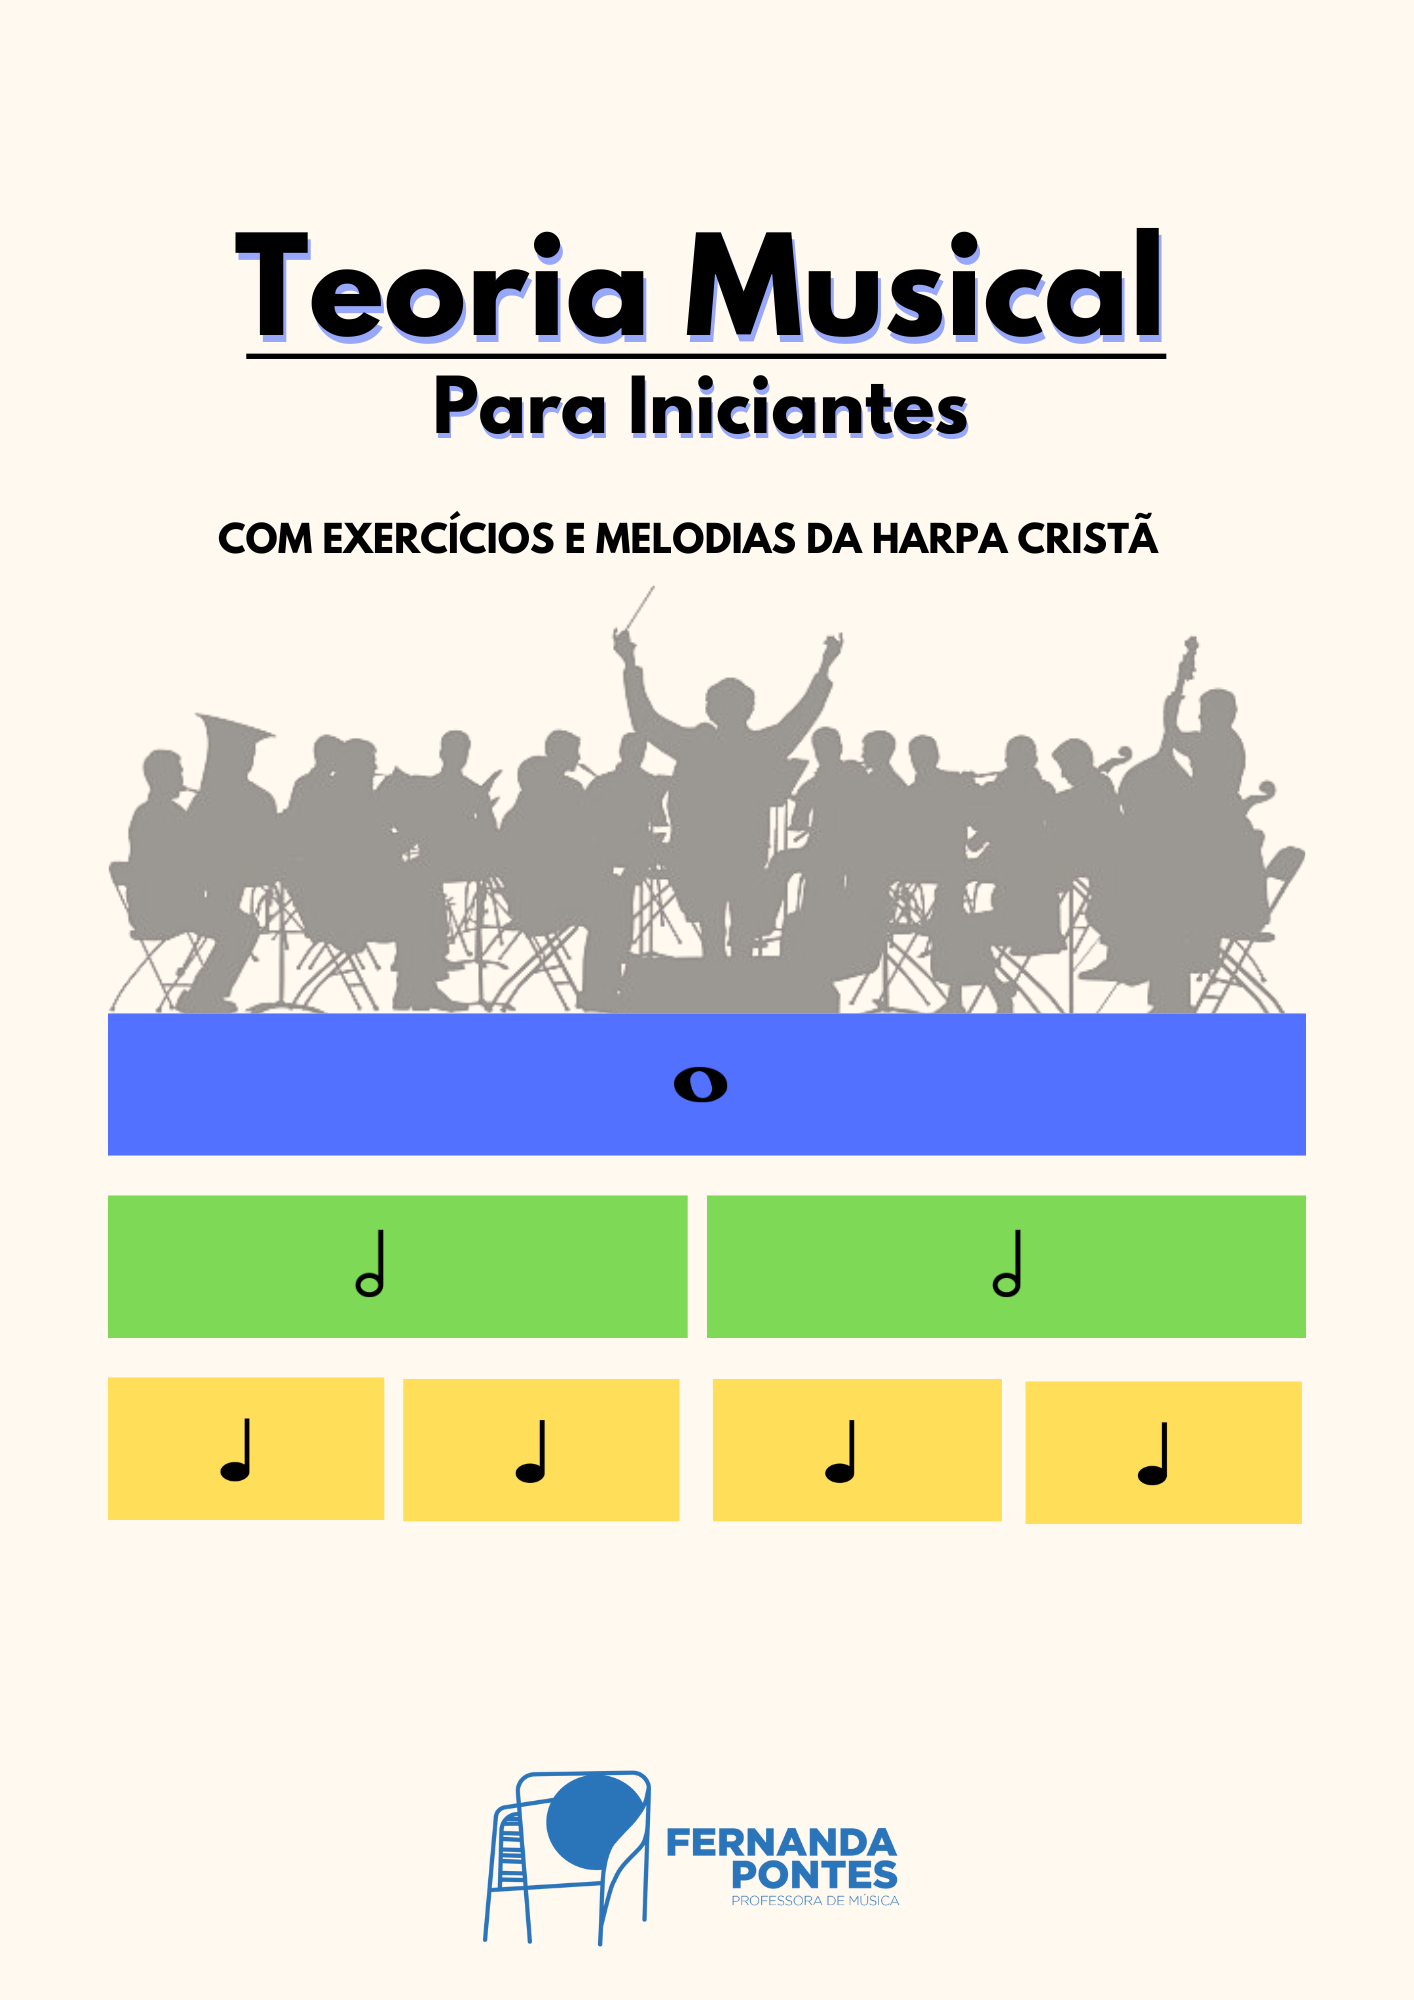 Teoria Musical
Para Iniciantes
COM EXERCÍCIOS E MELODIAS DA HARPA CRISTÃ
FERNANDA
PONTES
PROFESSORA DE MÚSICA